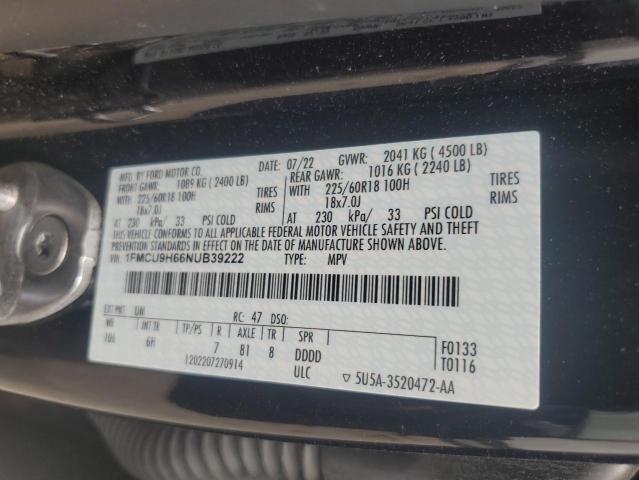 MFD. BY FORD MOTOR CO.
DATE: 07/22 GVWR: 2041 KG ( 4500 LB)
FRONT GAWR: 1089 KG ( 2400 LB)
REAR GAWR: 1016 KG ( 2240 LB)
WITH 225/60R18 100H TIRES
18x7.0J RIMS
AT 230 kPa/ 33 PSI COLD
WITH 225/60R18 100H TIRES
18x7.0J RIMS
AT 230 kPa/ 33 PSI COLD
THIS VEHICLE CONFORMS TO ALL APPLICABLE FEDERAL MOTOR VEHICLE SAFETY AND THEFT
PREVENTION STANDARDS IN EFFECT ON THE DATE OF MANUFACTURE SHOWN ABOVE.
VIN: 1FMCU9H66NUB39222 TYPE: MPV
EXT PNT: UM RC: 47 DSO:
WB INT TR TP/PS R AXLE TR SPR
106 6H 7 81 8 DDDD
ULC
1202207270914
F0133
T0116
▽ 5U5A-3520472-AA